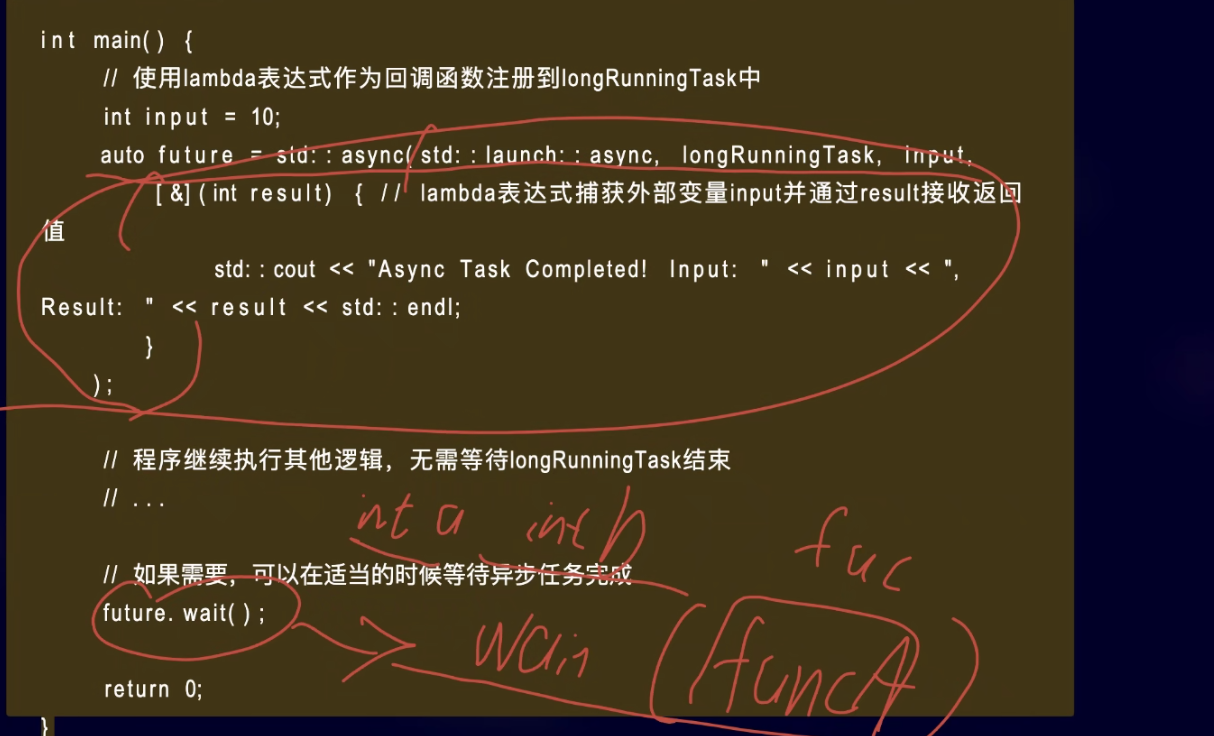 int main() {
// 使用lambda表达式作为回调函数注册到longRunningTask中
int input = 10;
auto future = std::async(std::launch::async, longRunningTask, input,
[&](int result) { // lambda表达式捕获外部变量input并通过result接收返回
值
std::cout << "Async Task Completed! Input: " << input << ",
Result: " << result << std::endl;
}
);
// 程序继续执行其他逻辑，无需等待longRunningTask结束
// ...
int a int b
func
// 如果需要，可以在适当的时候等待异步任务完成
future.wait();
(funcA)
return 0;
}